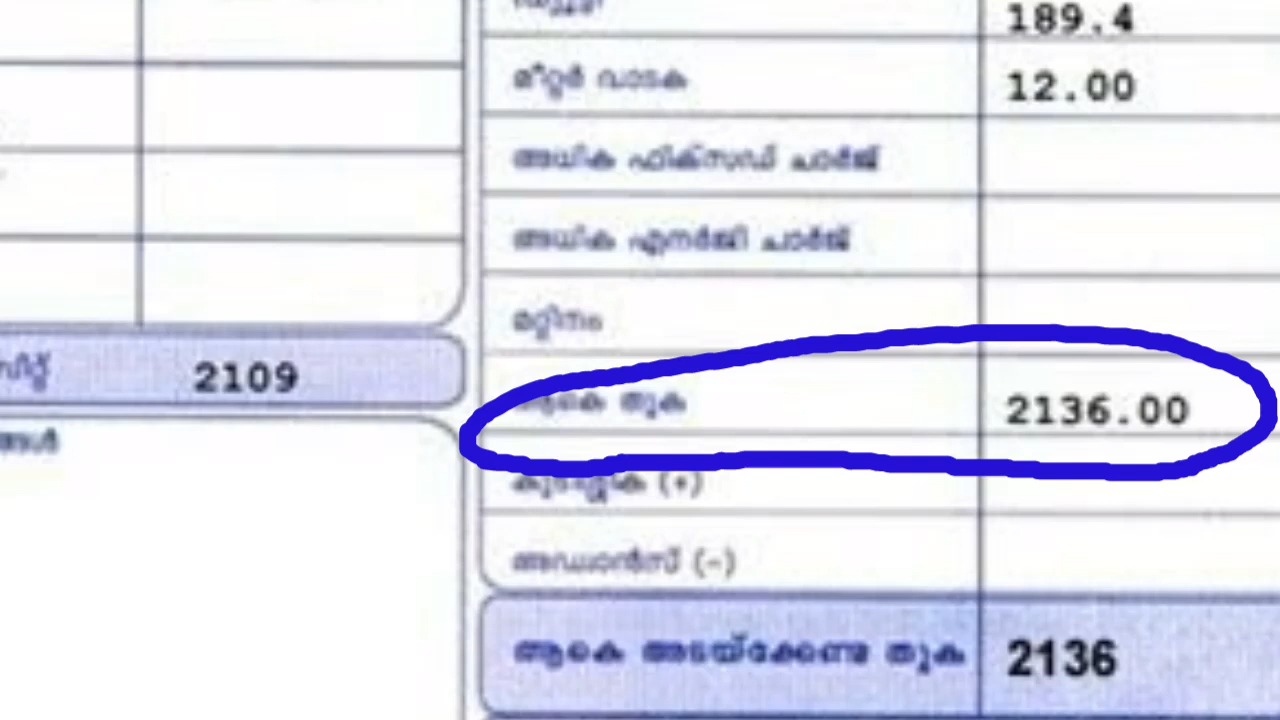 189.4
മീറ്റർ വാടക 12.00
അധിക ഫിക്സഡ് ചാർജ്
അധിക എനർജി ചാർജ്
മറ്റിനം
2109
ആകെ തുക 2136.00
കുടിശ്ശിക (+)
അഡ്വാൻസ് (-)
ആകെ അടയ്ക്കേണ്ട തുക 2136